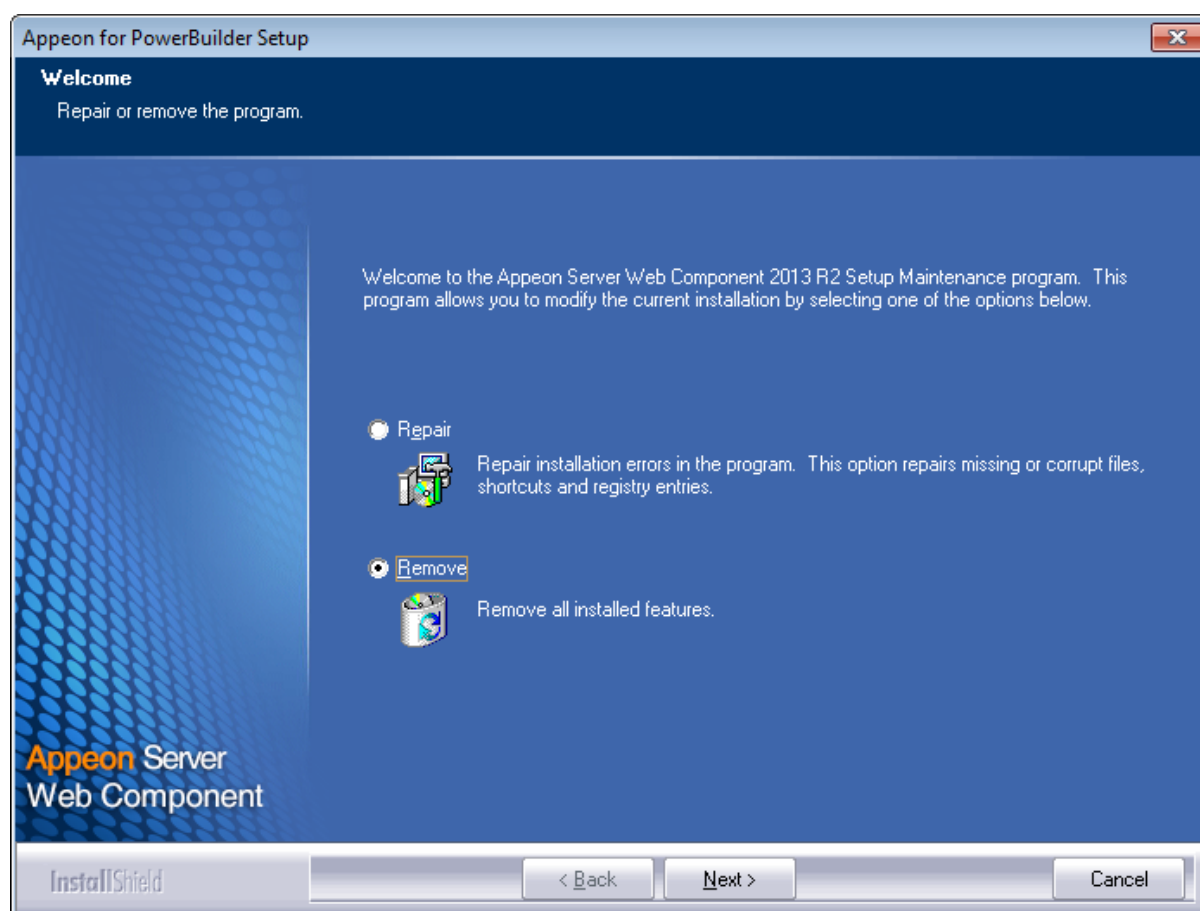 Appeon for PowerBuilder Setup
Welcome
Repair or remove the program.
Welcome to the Appeon Server Web Component 2013 R2 Setup Maintenance program. This
program allows you to modify the current installation by selecting one of the options below.
Repair
Repair installation errors in the program. This option repairs missing or corrupt files,
shortcuts and registry entries.
Remove
Remove all installed features.
Appeon Server
Web Component
InstallShield
< Back
Next >
Cancel